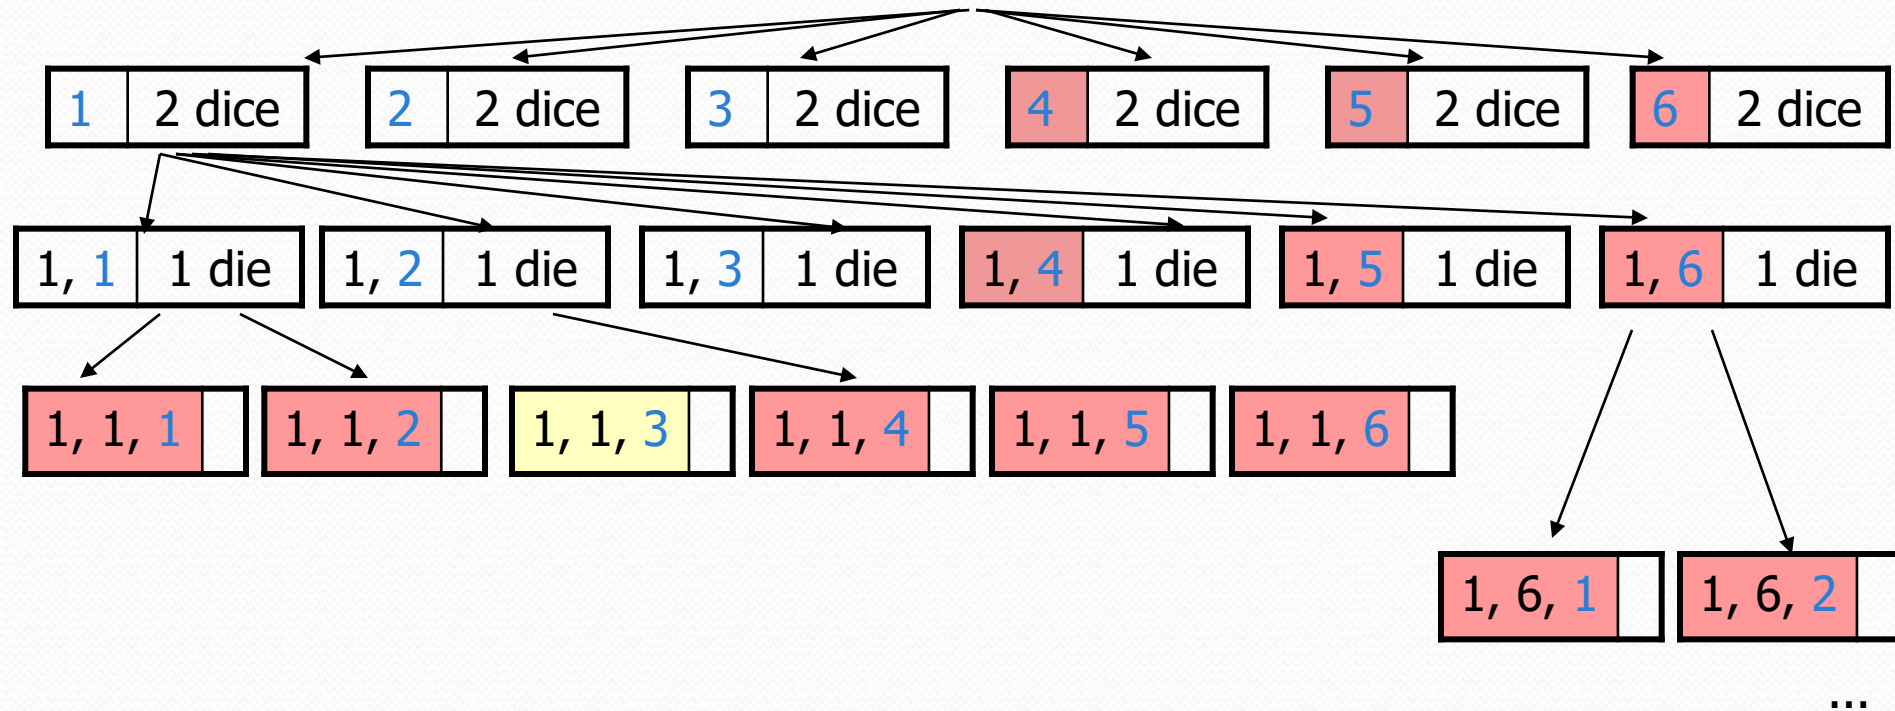 1 2 dice 2 2 dice 3 2 dice 4 2 dice 5 2 dice 6 2 dice
1, 1 1 die 1, 2 1 die 1, 3 1 die 1, 4 1 die 1, 5 1 die 1, 6 1 die
1, 1, 1 1, 1, 2 1, 1, 3 1, 1, 4 1, 1, 5 1, 1, 6
1, 6, 1 1, 6, 2
...